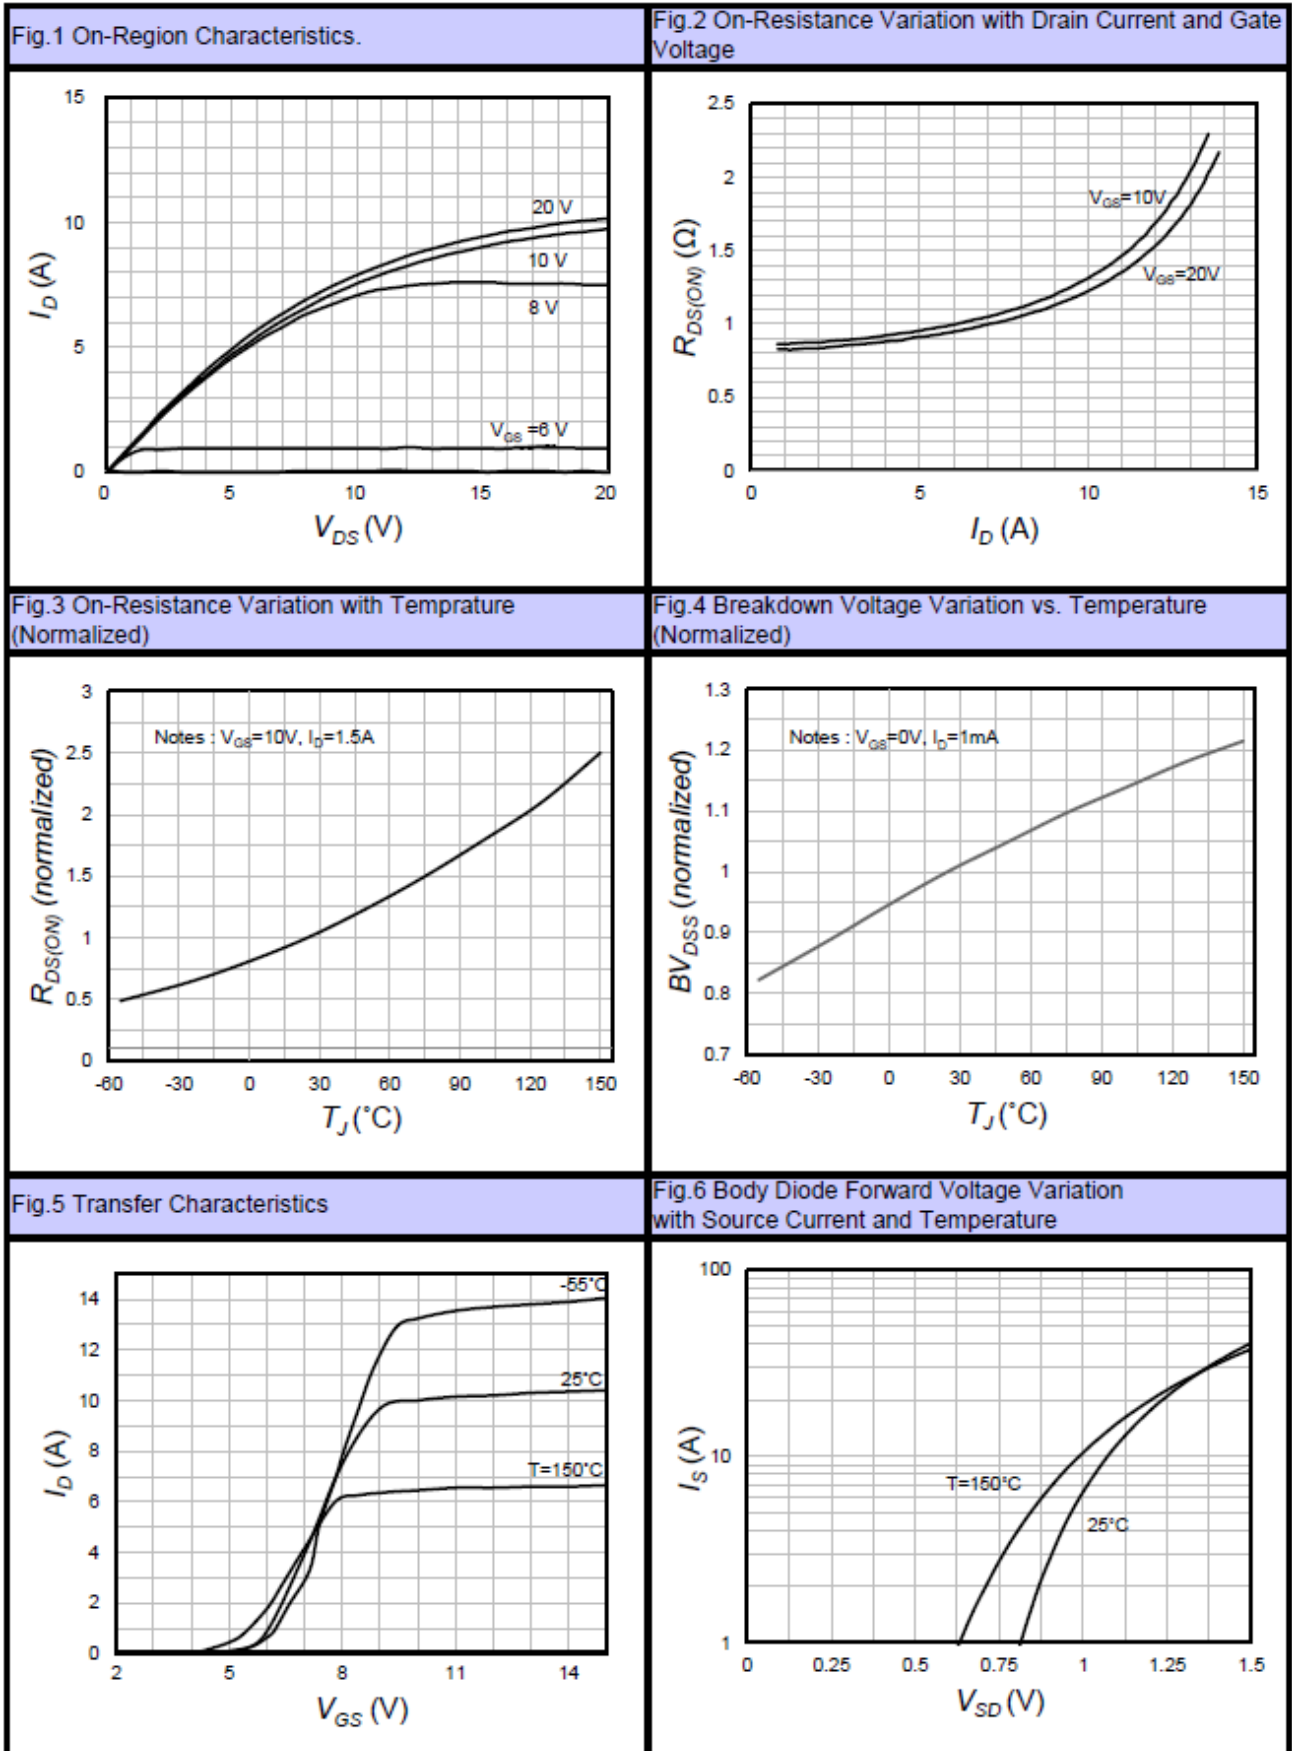 Fig.1 On-Region Characteristics.
15
10
5
0
0 5 10 15 20
20 V
10 V
8 V
VGS =6 V
ID (A)
VDS (V)
Fig.2 On-Resistance Variation with Drain Current and Gate
Voltage
2.5
2
1.5
1
0.5
0
0 5 10 15
VGS=10V
VGS=20V
RDS(ON) (Ω)
ID (A)
Fig.3 On-Resistance Variation with Temprature
(Normalized)
3
2.5
2
1.5
1
0.5
0
-60 -30 0 30 60 90 120 150
Notes : VGS=10V, ID=1.5A
RDS(ON) (normalized)
TJ (˚C)
Fig.4 Breakdown Voltage Variation vs. Temperature
(Normalized)
1.3
1.2
1.1
1
0.9
0.8
0.7
-60 -30 0 30 60 90 120 150
Notes : VGS=0V, ID=1mA
BVDSS (normalized)
TJ (˚C)
Fig.5 Transfer Characteristics
14
12
10
8
6
4
2
0
2 5 8 11 14
-55˚C
25˚C
T=150˚C
ID (A)
VGS (V)
Fig.6 Body Diode Forward Voltage Variation
with Source Current and Temperature
100
10
1
0 0.25 0.5 0.75 1 1.25 1.5
T=150˚C
25˚C
IS (A)
VSD (V)